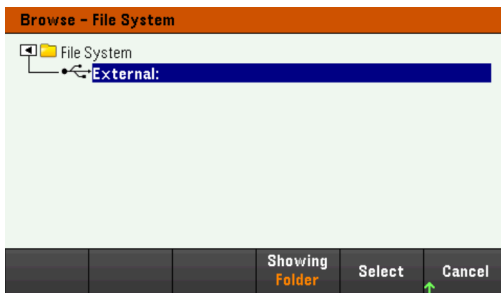 Browse - File System
File System
External:
Showing
Folder
Select
Cancel